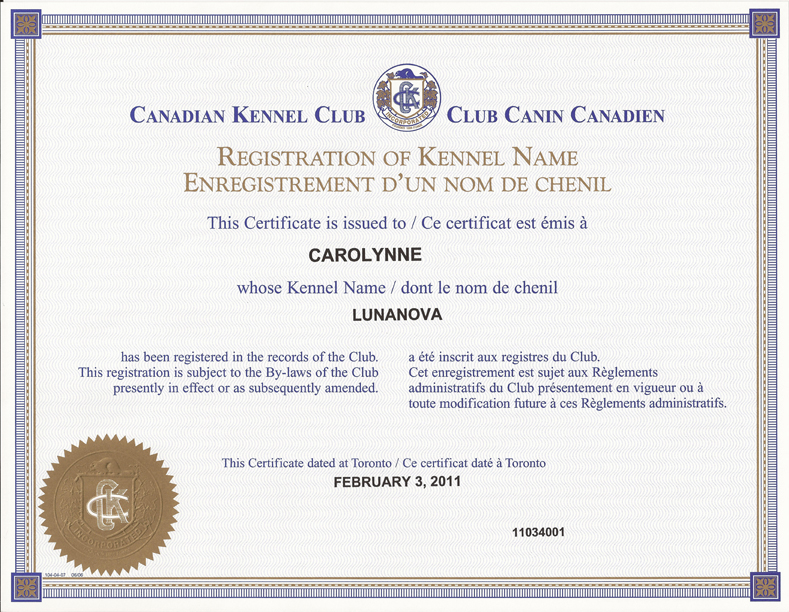 CANADIAN KENNEL CLUB CLUB CANIN CANADIEN
CKC
INCORPORATED
REGISTRATION OF KENNEL NAME
ENREGISTREMENT D'UN NOM DE CHENIL
This Certificate is issued to / Ce certificat est émis à
CAROLYNNE
whose Kennel Name / dont le nom de chenil
LUNANOVA
has been registered in the records of the Club.
This registration is subject to the By-laws of the Club
presently in effect or as subsequently amended.
a été inscrit aux registres du Club.
Cet enregistrement est sujet aux Règlements
administratifs du Club présentement en vigueur ou à
toute modification future à ces Règlements administratifs.
This Certificate dated at Toronto / Ce certificat daté à Toronto
FEBRUARY 3, 2011
11034001
CKC
INCORPORATED
104-04-07 06/06